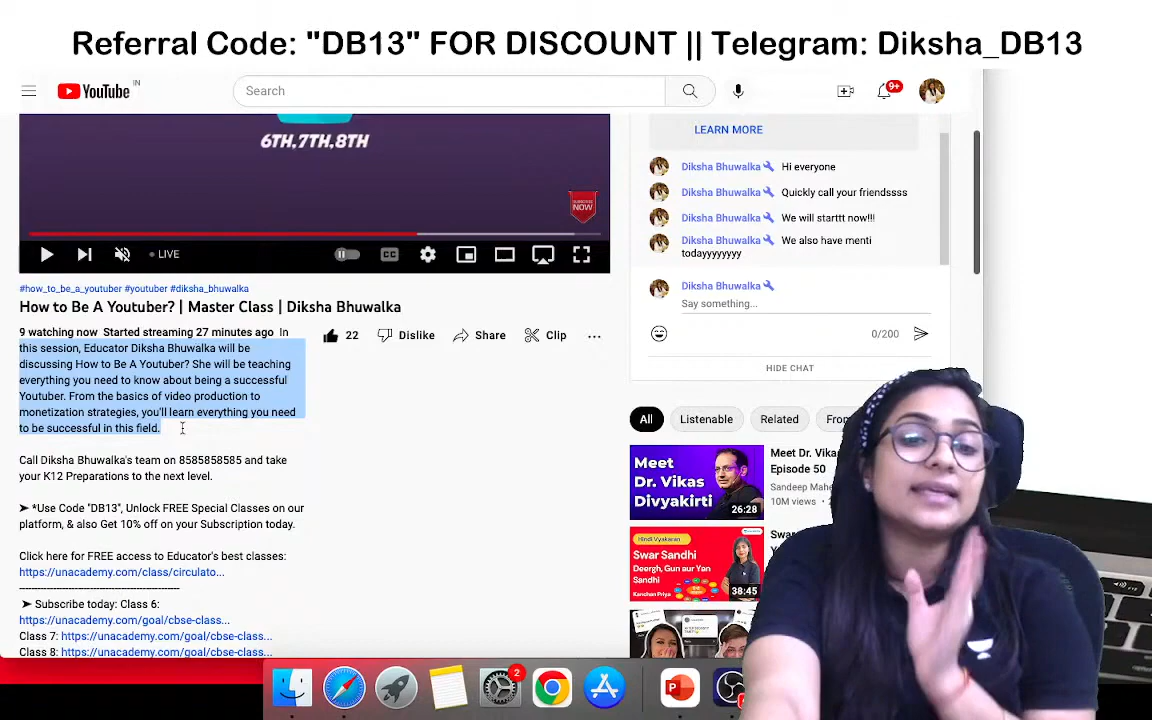 Referral Code: "DB13" FOR DISCOUNT || Telegram: Diksha_DB13
YouTube IN
Search
9+
6TH,7TH,8TH
SUBSCRIBE
NOW
LIVE
CC
#how_to_be_a_youtuber #youtuber #diksha_bhuwalka
How to Be A Youtuber? | Master Class | Diksha Bhuwalka
9 watching now Started streaming 27 minutes ago In
this session, Educator Diksha Bhuwalka will be
discussing How to Be A Youtuber? She will be teaching
everything you need to know about being a successful
Youtuber. From the basics of video production to
monetization strategies, you'll learn everything you need
to be successful in this field.
22 Dislike Share Clip ...
Call Diksha Bhuwalka's team on 8585858585 and take
your K12 Preparations to the next level.
➤ *Use Code "DB13", Unlock FREE Special Classes on our
platform, & also Get 10% off on your Subscription today.
Click here for FREE access to Educator's best classes:
https://unacademy.com/class/circulato...
----------------------------------------
➤ Subscribe today: Class 6:
https://unacademy.com/goal/cbse-class...
Class 7: https://unacademy.com/goal/cbse-class...
Class 8: https://unacademy.com/goal/cbse-class...
LEARN MORE
Diksha Bhuwalka Hi everyone
Diksha Bhuwalka Quickly call your friendssss
Diksha Bhuwalka We will starttt now!!!
Diksha Bhuwalka We also have menti
todayyyyyyy
Diksha Bhuwalka
Say something...
0/200
HIDE CHAT
All Listenable Related From
Meet
Dr. Vikas
Divyakirti
26:28
Meet Dr. Vikas
Episode 50
Sandeep Mahe
10M views
Hindi Vyakaran
Swar Sandhi
Deergh, Gun aur Yan
Sandhi
Kanchan Priya
38:45
Swar
Sand
2